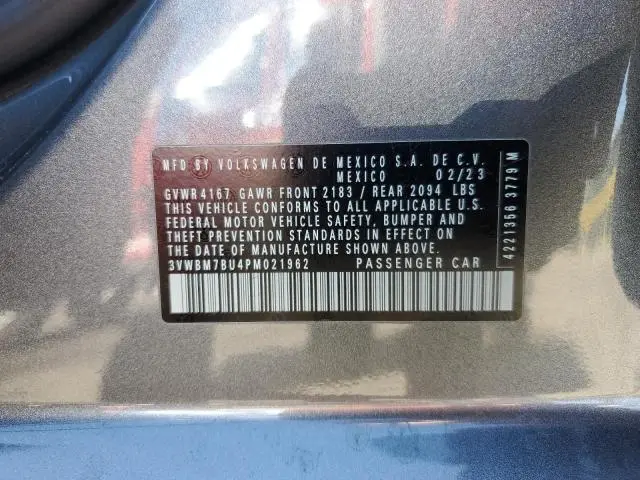 MFD BY VOLKSWAGEN DE MEXICO S.A. DE C.V.
MEXICO 02/23
GVWR 4167 GAWR FRONT 2183 / REAR 2094 LBS
THIS VEHICLE CONFORMS TO ALL APPLICABLE U.S.
FEDERAL MOTOR VEHICLE SAFETY, BUMPER AND
THEFT PREVENTION STANDARDS IN EFFECT ON
THE DATE OF MANUFACTURE SHOWN ABOVE.
3VWBM7BU4PM021962 PASSENGER CAR
4221356 3779 M